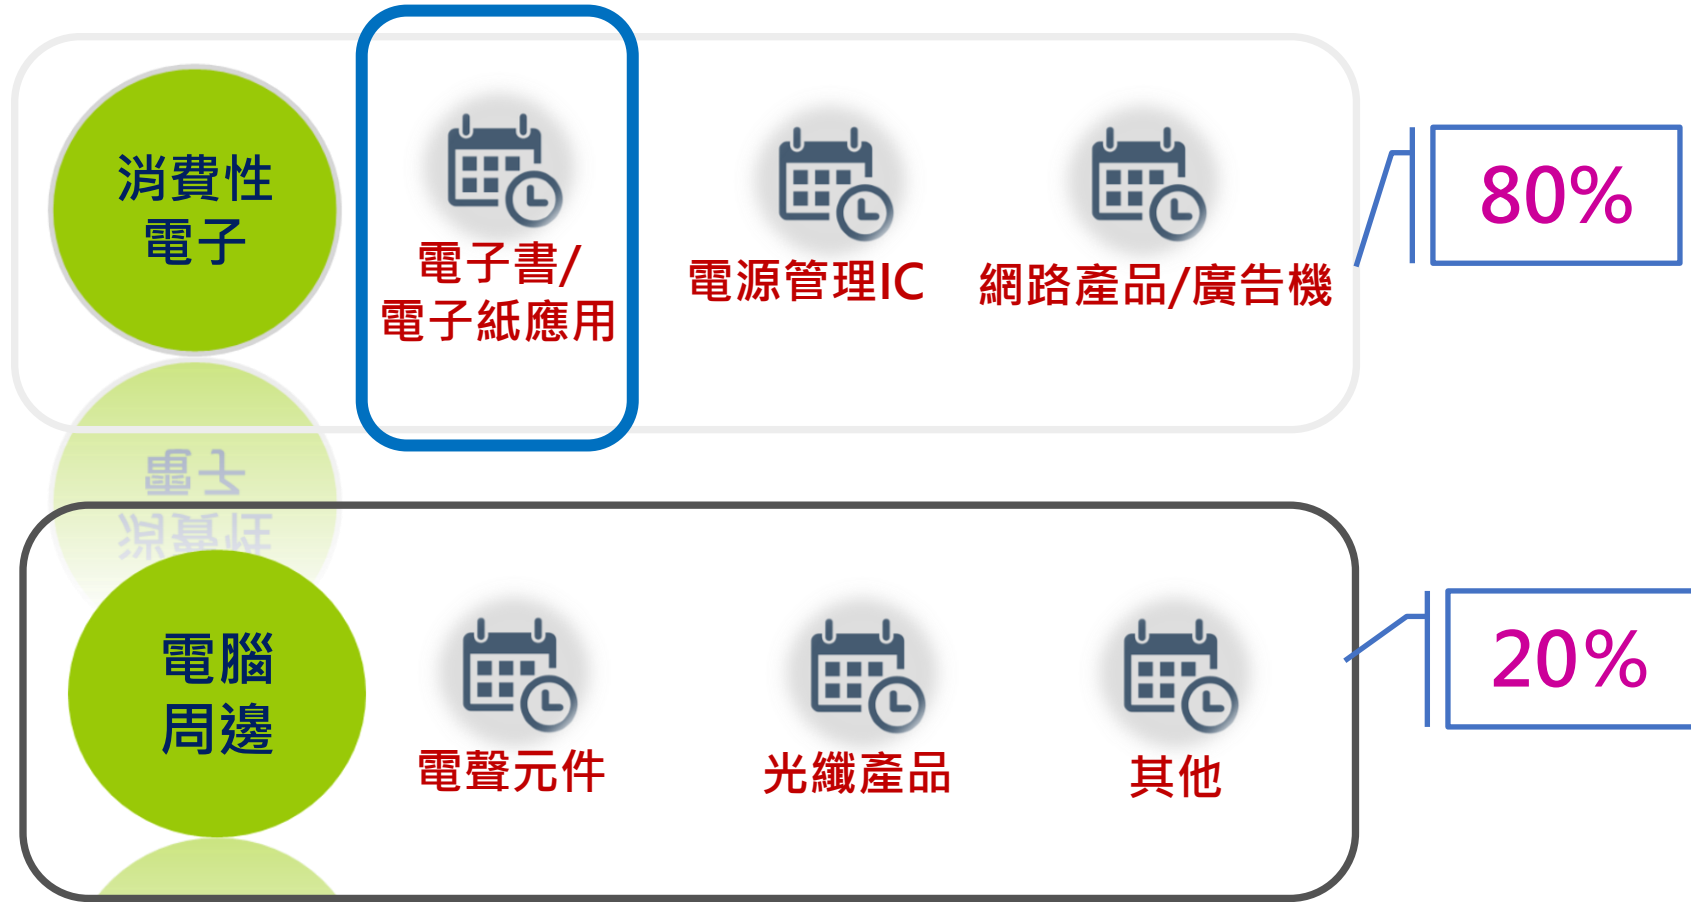 消費性
電子
電子書/
電子紙應用
電源管理IC
網路產品/廣告機
80%
電腦
周邊
電聲元件
光纖產品
其他
20%